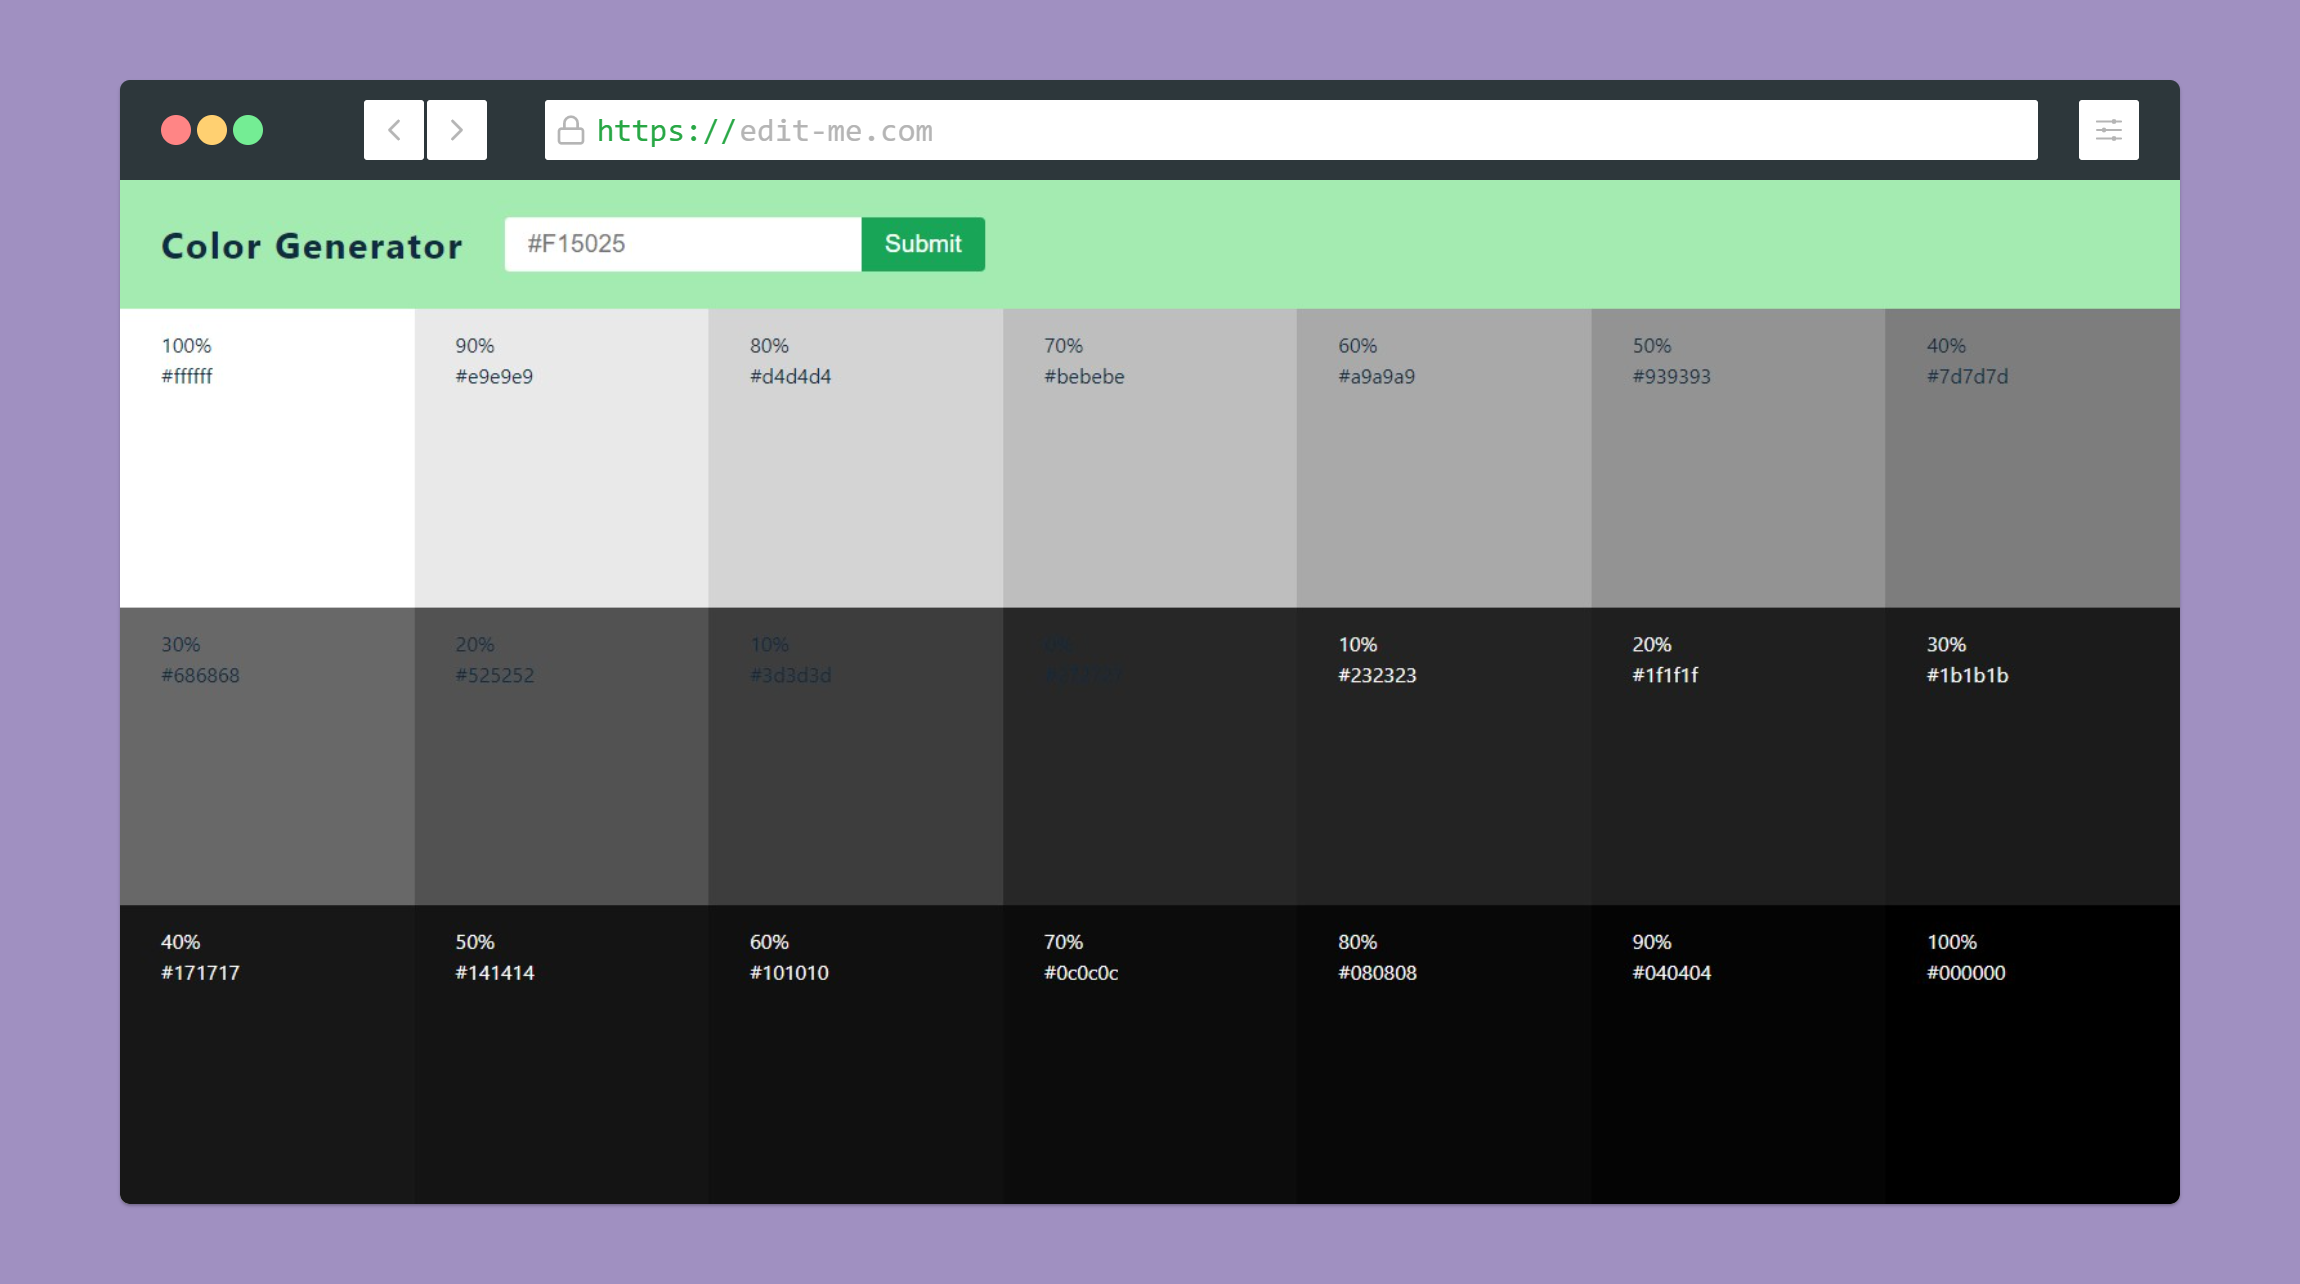 https://edit-me.com
Color Generator
#F15025
Submit
100%
#ffffff
90%
#e9e9e9
80%
#d4d4d4
70%
#bebebe
60%
#a9a9a9
50%
#939393
40%
#7d7d7d
30%
#686868
20%
#525252
10%
#3d3d3d
0%
10%
#232323
20%
#1f1f1f
30%
#1b1b1b
40%
#171717
50%
#141414
60%
#101010
70%
#0c0c0c
80%
#080808
90%
#040404
100%
#000000